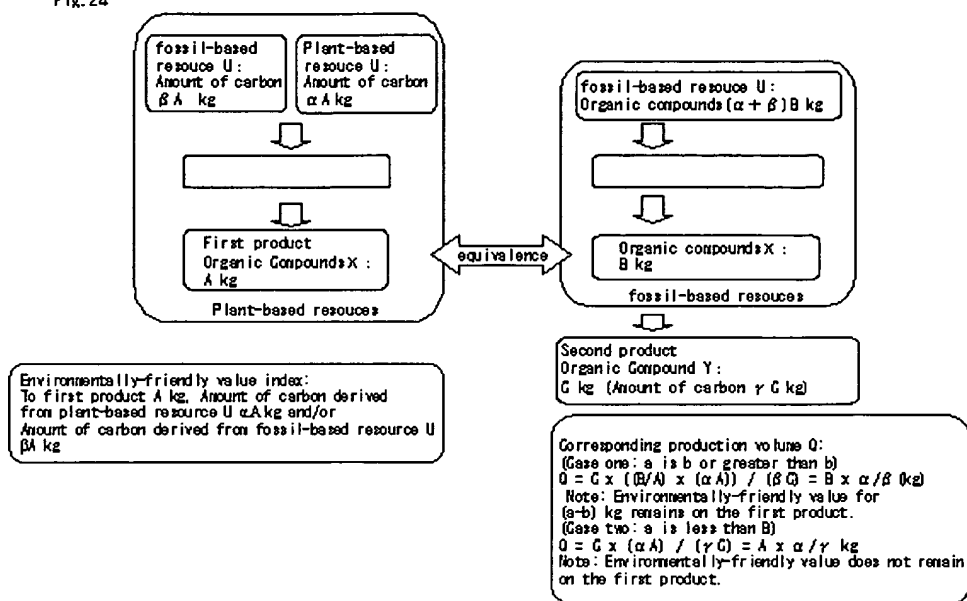 Fig.24
fossil-based
resouce U:
Amount of carbon
β A kg
Plant-based
resouce U:
Amount of carbon
α A kg
First product
Organic Compounds X :
A kg
Plant-based resouces
equivalence
fossil-based resouce U:
Organic compounds (α + β) B kg
Organic compounds X :
B kg
fossil-based resouces
Second product
Organic Compound Y:
G kg (Amount of carbon γ G kg)
Environmentally-friendly value index:
To first product A kg, Amount of carbon derived
from plant-based resource U αA kg and/or
Amount of carbon derived from fossil-based resource U
βA kg
Corresponding production volume Q:
(Case one: a is b or greater than b)
Q = G x ((B/A) x (αA)) / (β G) = B x α/β (kg)
Note: Environmentally-friendly value for
(a-b) kg remains on the first product.
(Case two: a is less than B)
Q = G x (αA) / (γ G) = A x α/γ kg
Note: Environmentally-friendly value does not remain
on the first product.